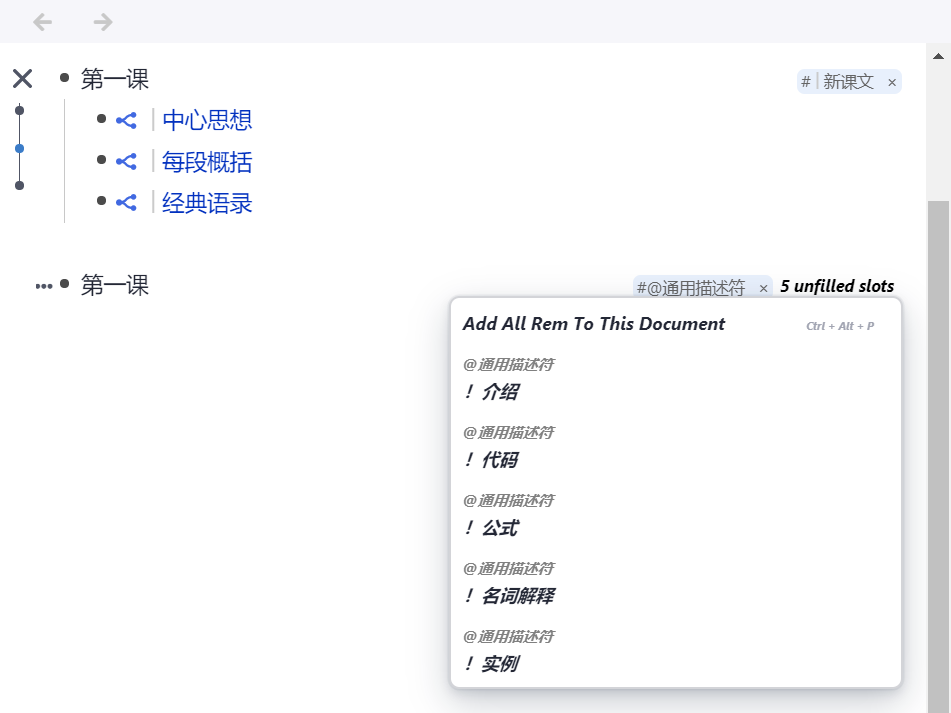 第一课 # 新课文 ×
中心思想
每段概括
经典语录
第一课 #@通用描述符 × 5 unfilled slots
Add All Rem To This Document Ctrl + Alt + P
@通用描述符
! 介绍
@通用描述符
! 代码
@通用描述符
! 公式
@通用描述符
! 名词解释
@通用描述符
! 实例